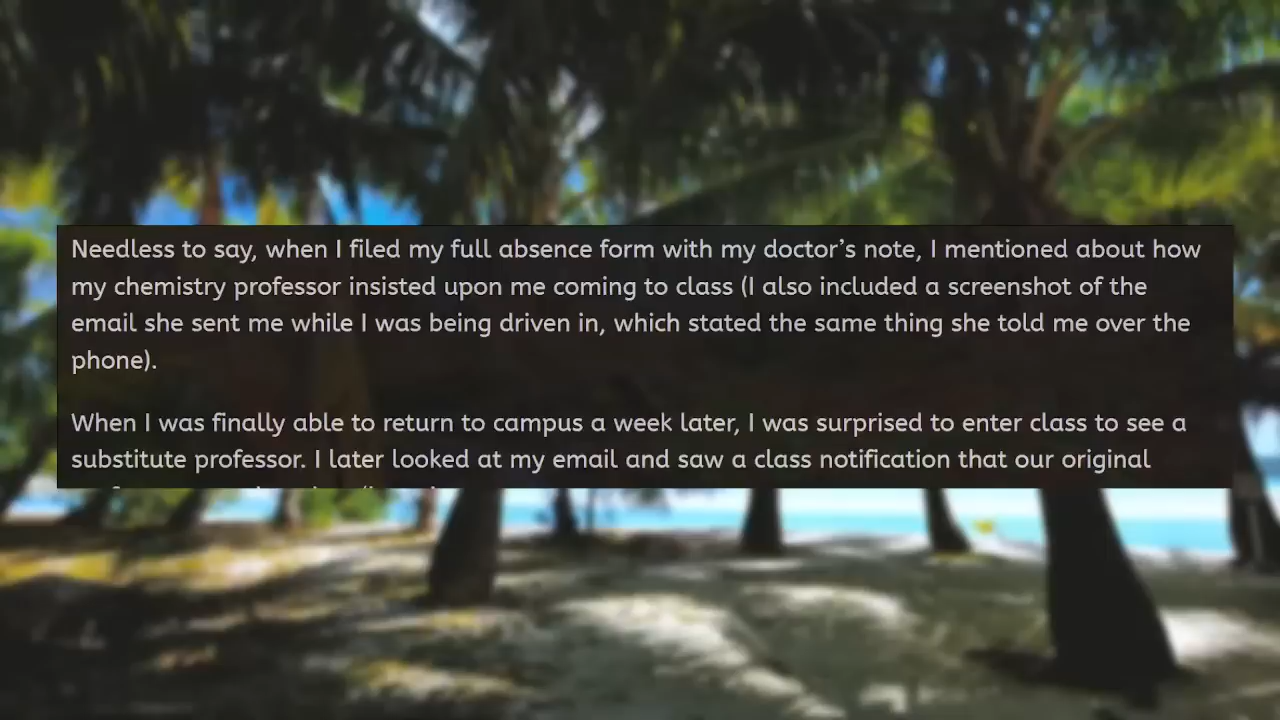 Needless to say, when I filed my full absence form with my doctor’s note, I mentioned about how
my chemistry professor insisted upon me coming to class (I also included a screenshot of the
email she sent me while I was being driven in, which stated the same thing she told me over the
phone).
When I was finally able to return to campus a week later, I was surprised to enter class to see a
substitute professor. I later looked at my email and saw a class notification that our original